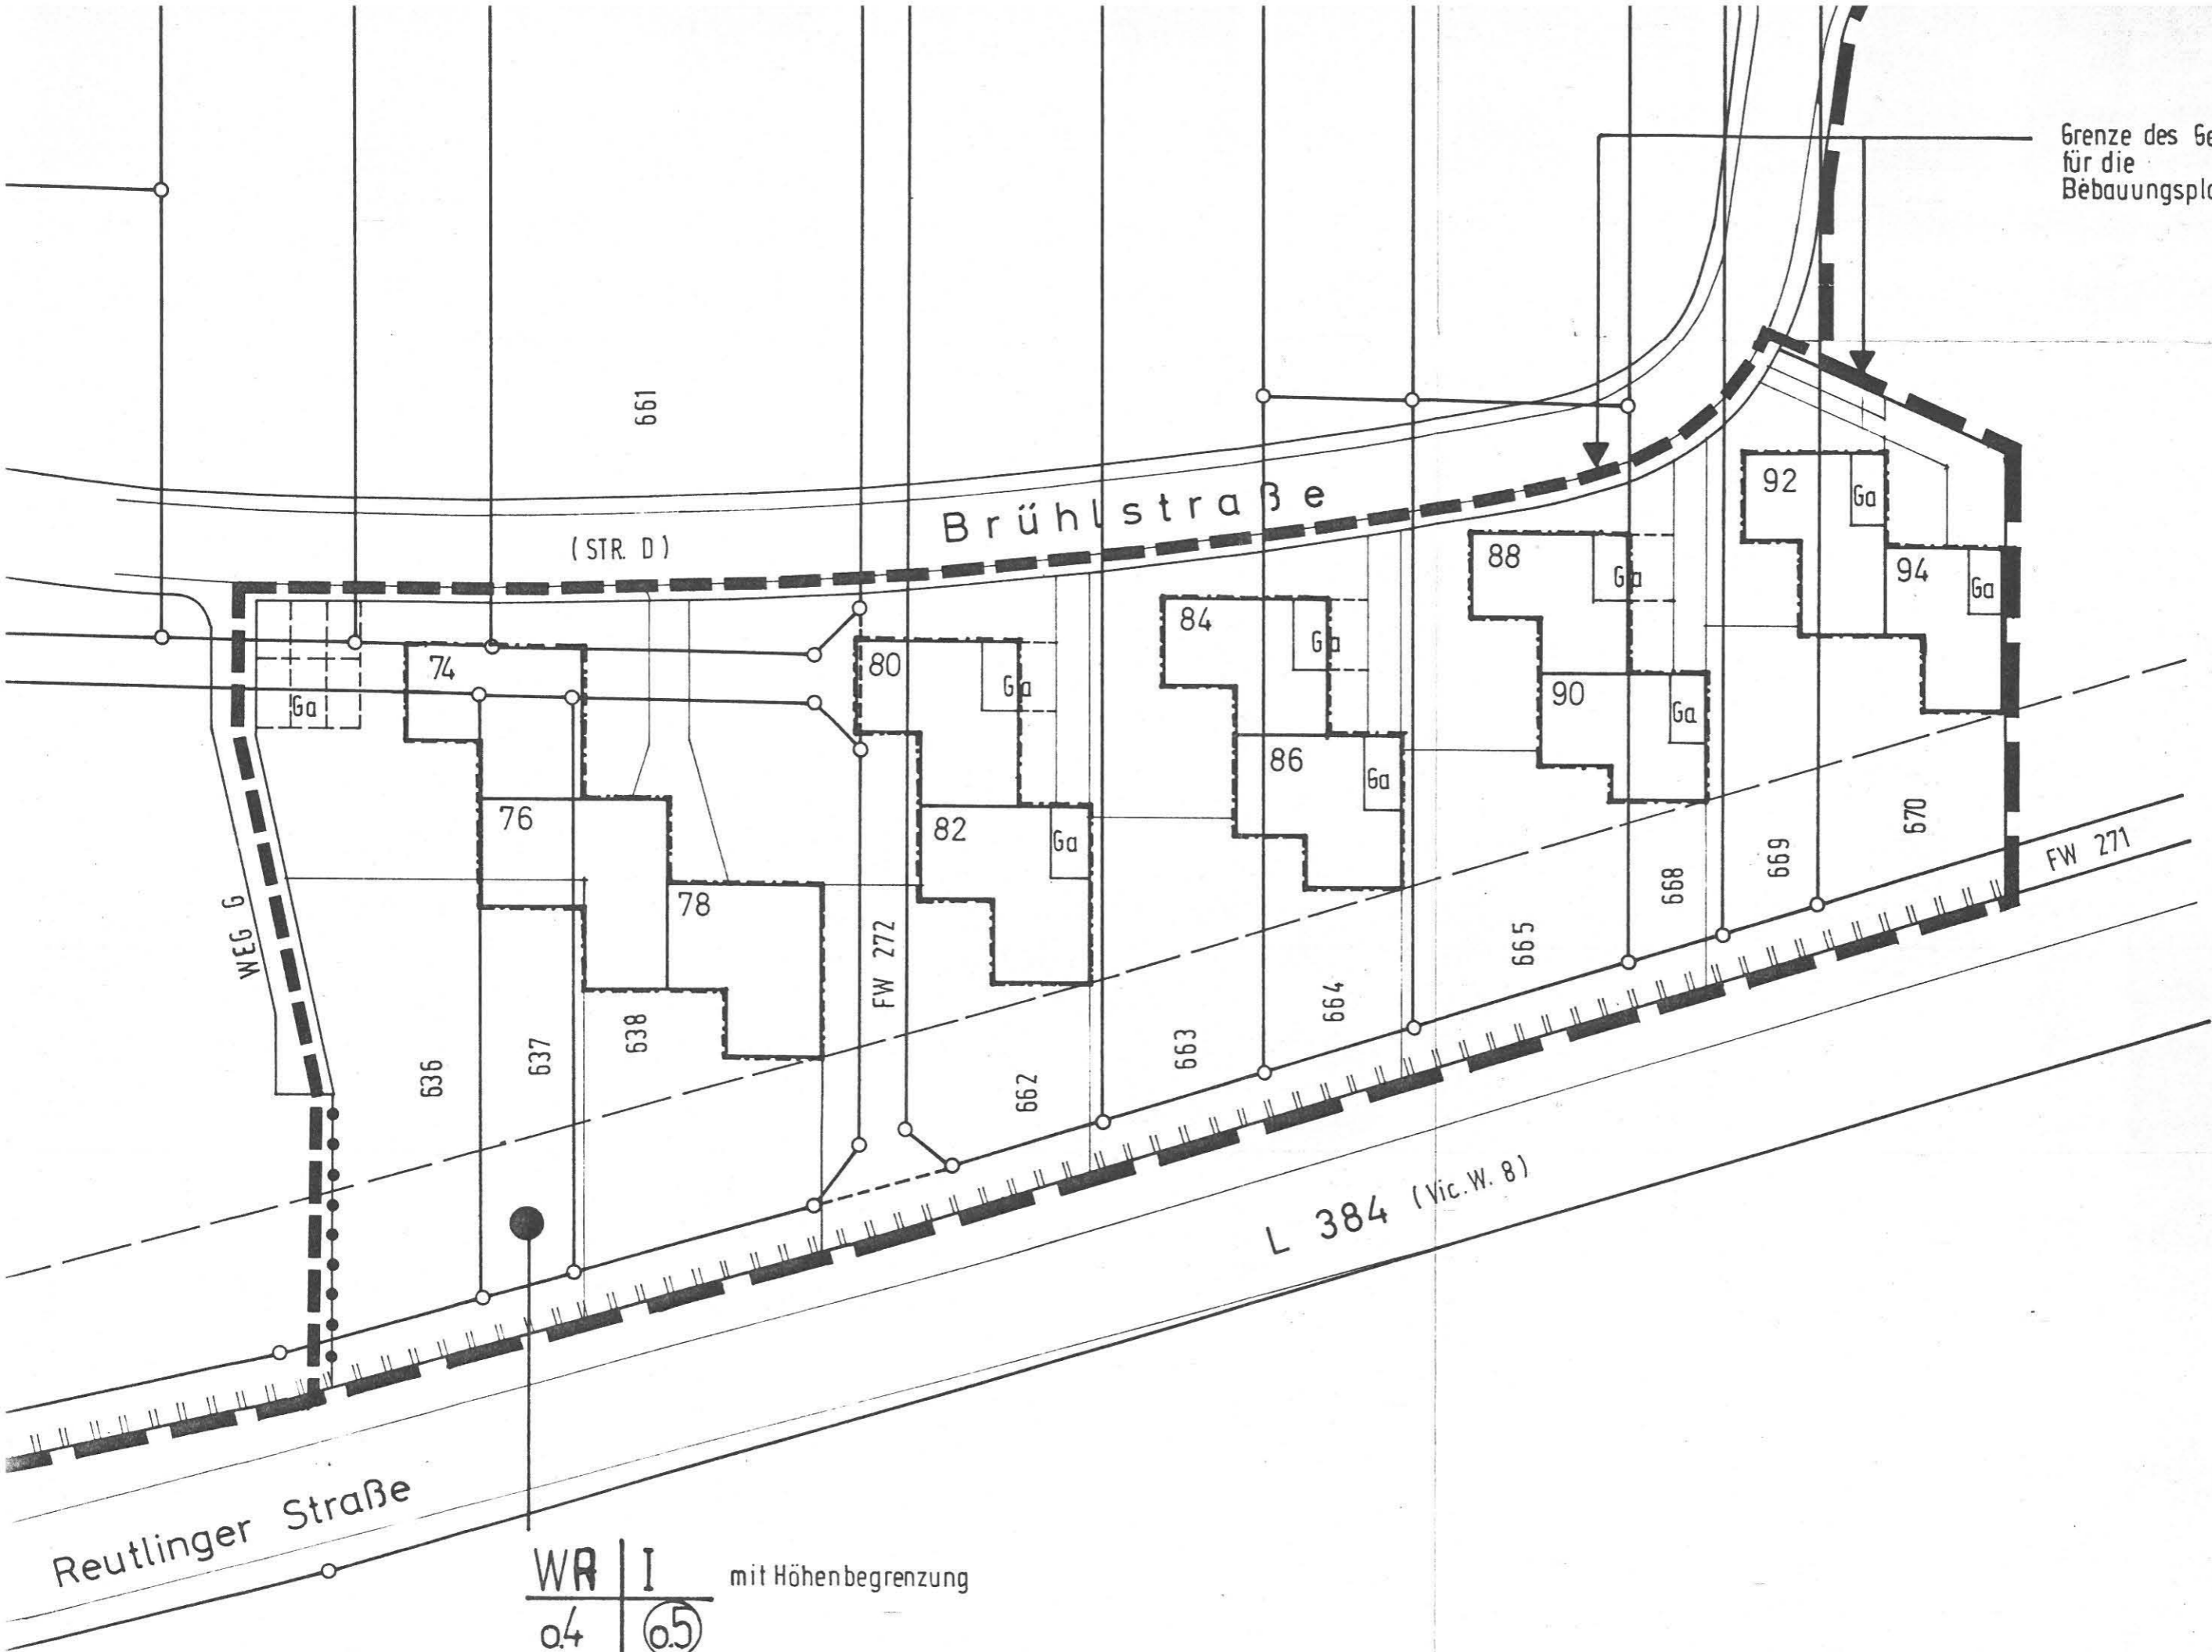 Grenze des Ge
für die
Bebauungspla
661
Brühlstraße
(STR. D)
92
Ga
88
Ga
94
Ga
84
Ga
74
80
Ga
Ga
90
Ga
86
Ga
76
82
Ga
78
670
669
FW 271
668
WEG G
FW 272
665
664
638
663
637
636
662
L 384 (Vic. W. 8)
Reutlinger Straße
WR I mit Höhenbegrenzung
0.4 0.5